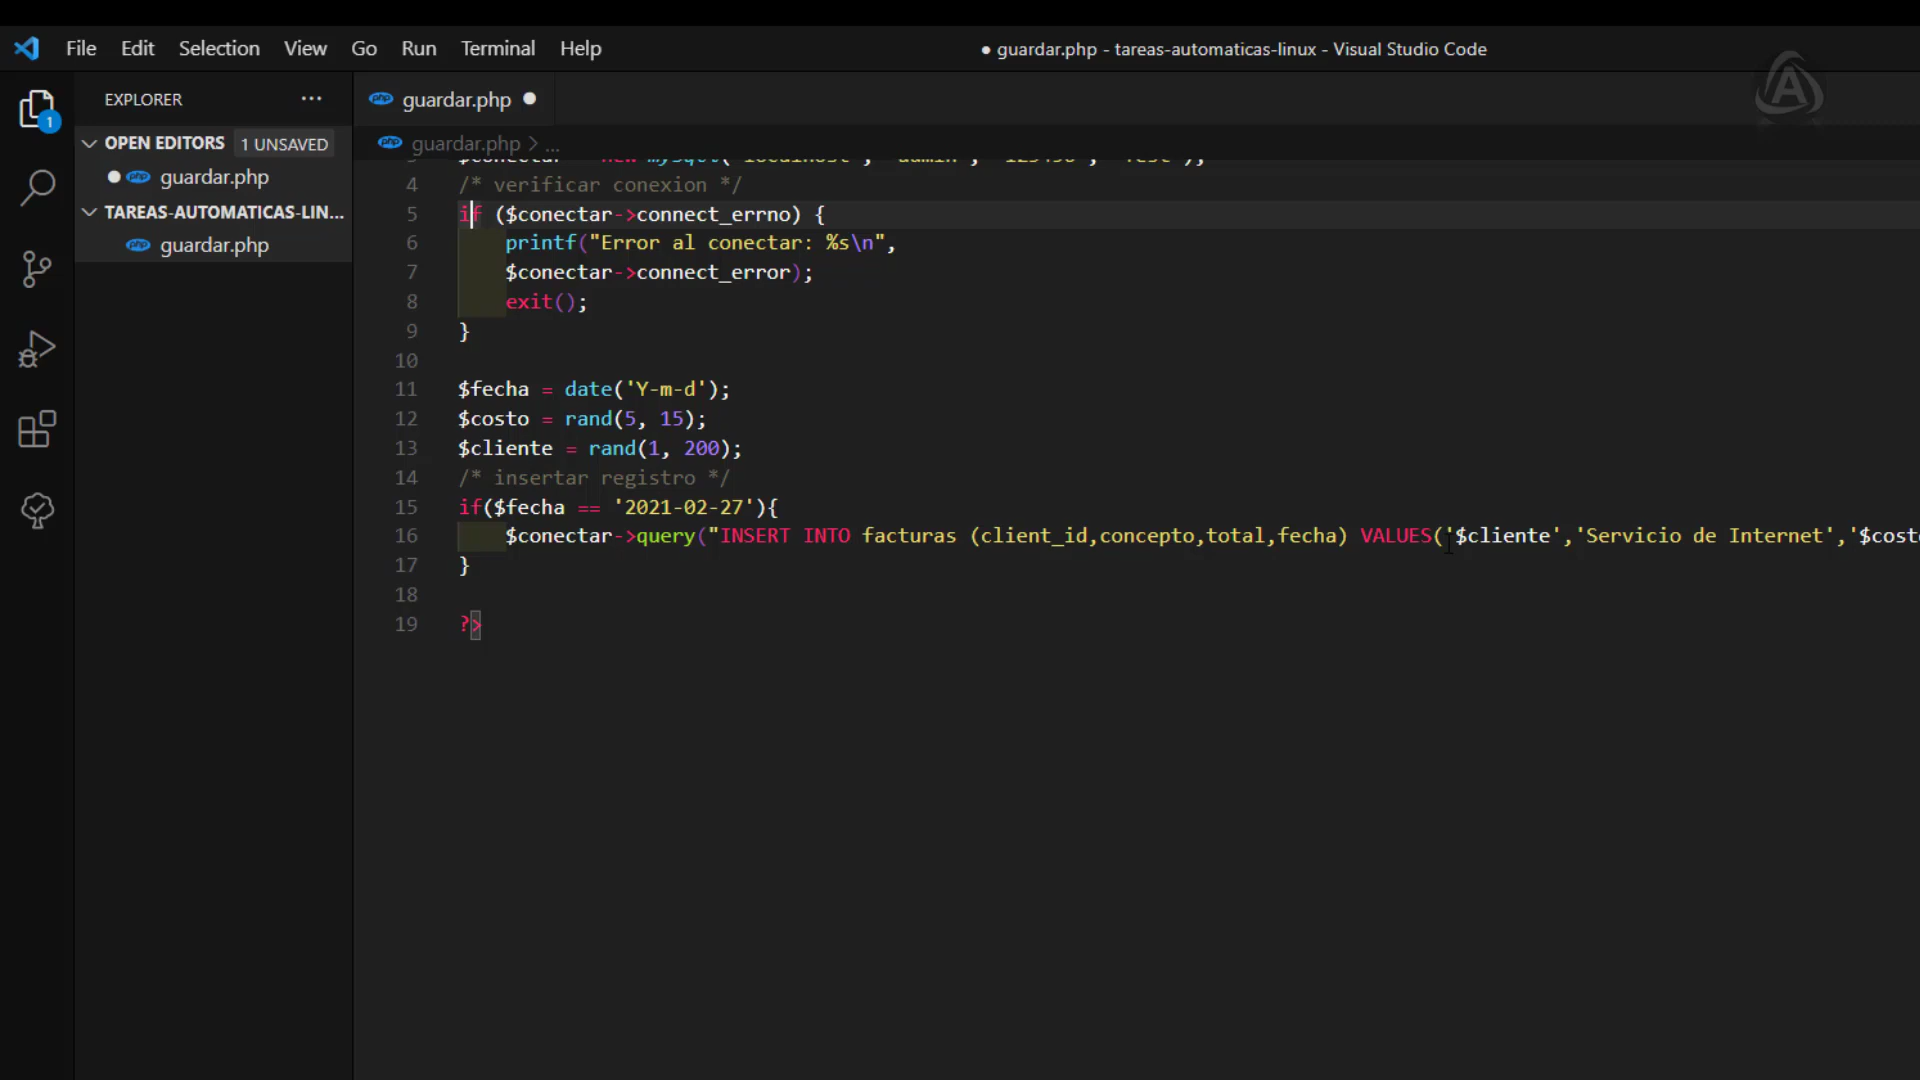 File Edit Selection View Go Run Terminal Help
● guardar.php - tareas-automaticas-linux - Visual Studio Code
EXPLORER ...
guardar.php
1
OPEN EDITORS 1 UNSAVED
guardar.php > ...
guardar.php
TAREAS-AUTOMATICAS-LIN...
guardar.php
4 /* verificar conexion */
5 if ($conectar->connect_errno) {
6 printf("Error al conectar: %s\n",
7 $conectar->connect_error);
8 exit();
9 }
10
11 $fecha = date('Y-m-d');
12 $costo = rand(5, 15);
13 $cliente = rand(1, 200);
14 /* insertar registro */
15 if($fecha == '2021-02-27'){
16 $conectar->query("INSERT INTO facturas (client_id,concepto,total,fecha) VALUES('$cliente','Servicio de Internet','$cost
17 }
18
19 ?>